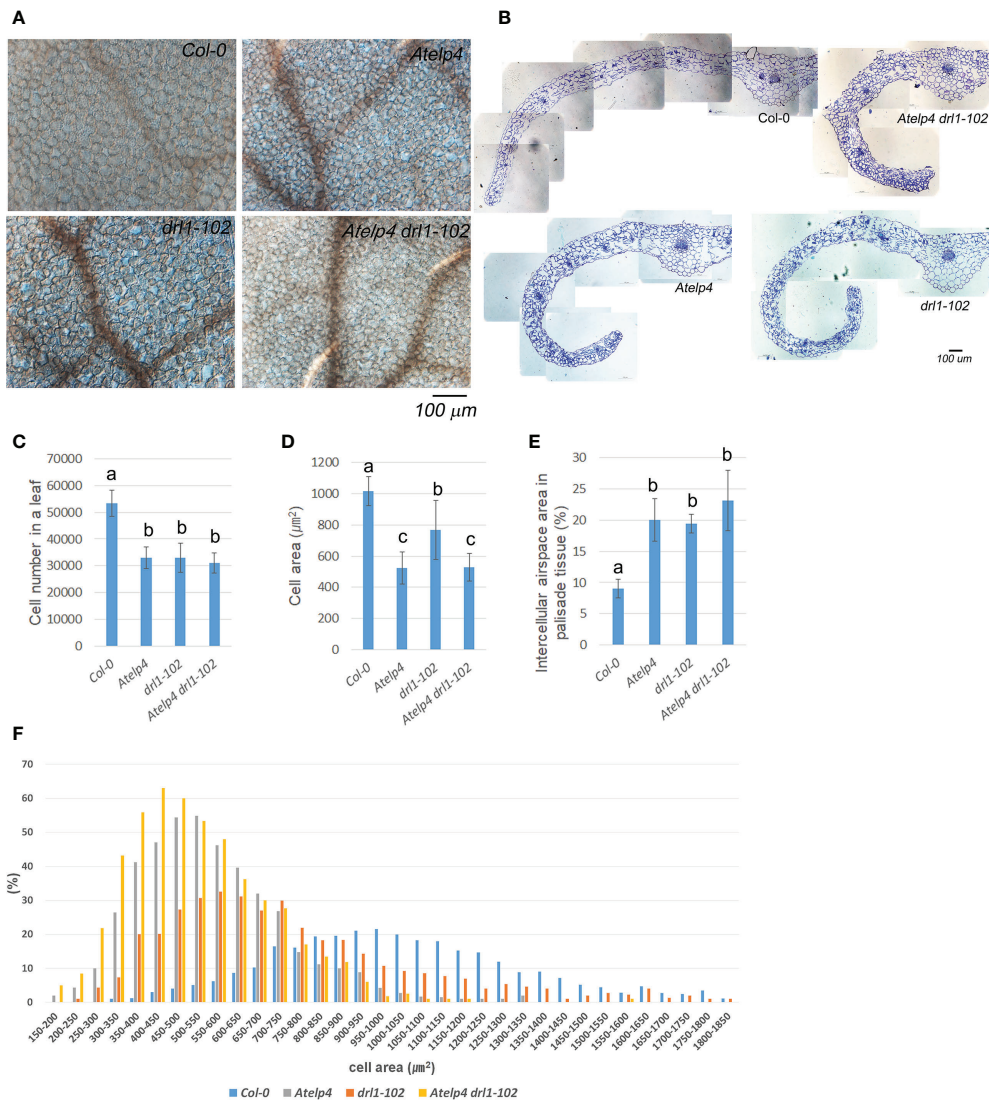 A
B
Col-0
Atelp4
drl1-102
Atelp4 drl1-102
100 µm
Col-0
Atelp4 drl1-102
Atelp4
drl1-102
100 um
C
Cell number in a leaf
70000
60000
50000
40000
30000
20000
10000
0
a
b
b
b
Col-0
Atelp4
drl1-102
Atelp4 drl1-102
D
Cell area (µm²)
1200
1000
800
600
400
200
0
a
c
b
c
Col-0
Atelp4
drl1-102
Atelp4 drl1-102
E
Intercellular airspace area in
palisade tissue (%)
30
25
20
15
10
5
0
a
b
b
b
Col-0
Atelp4
drl1-102
Atelp4 drl1-102
F
(%)
70
60
50
40
30
20
10
0
150-200
200-250
250-300
300-350
350-400
400-450
450-500
500-550
550-600
600-650
650-700
700-750
750-800
800-850
850-900
900-950
950-1000
1000-1050
1050-1100
1100-1150
1150-1200
1200-1250
1250-1300
1300-1350
1350-1400
1400-1450
1450-1500
1500-1550
1550-1600
1600-1650
1650-1700
1700-1750
1750-1800
1800-1850
cell area (µm²)
Col-0 Atelp4 drl1-102 Atelp4 drl1-102